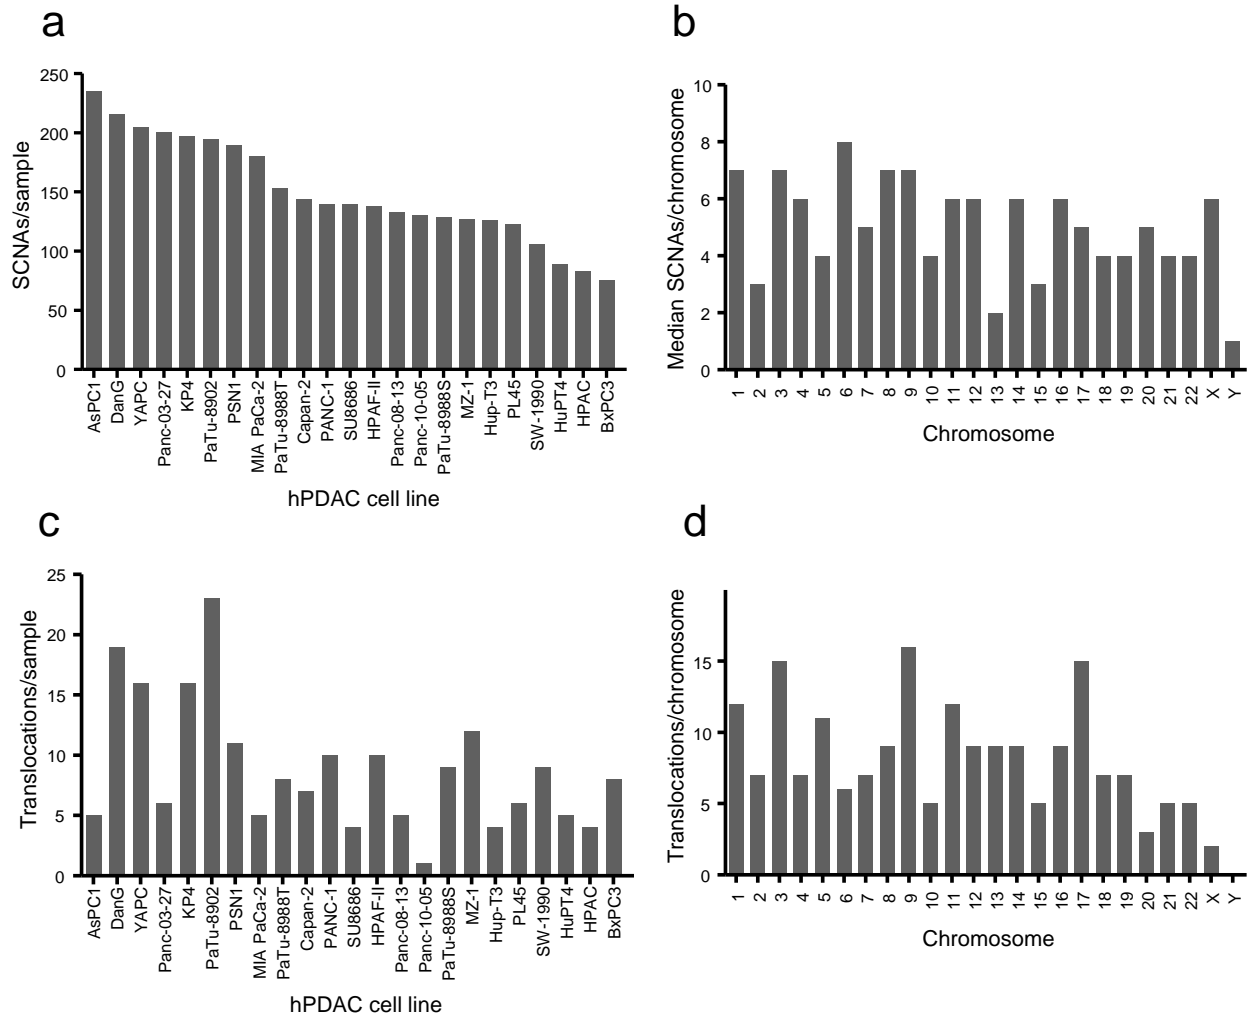 a
SCNAs/sample
250
200
150
100
50
0
AsPC1
DanG
YAPC
Panc-03-27
KP4
PaTu-8902
PSN1
MIA PaCa-2
PaTu-8988T
Capan-2
PANC-1
SU8686
HPAF-II
Panc-08-13
Panc-10-05
PaTu-8988S
MZ-1
Hup-T3
PL45
SW-1990
HuPT4
HPAC
BxPC3
hPDAC cell line
b
Median SCNAs/chromosome
10
8
6
4
2
0
1
2
3
4
5
6
7
8
9
10
11
12
13
14
15
16
17
18
19
20
21
22
X
Y
Chromosome
c
Translocations/sample
25
20
15
10
5
0
AsPC1
DanG
YAPC
Panc-03-27
KP4
PaTu-8902
PSN1
MIA PaCa-2
PaTu-8988T
Capan-2
PANC-1
SU8686
HPAF-II
Panc-08-13
Panc-10-05
PaTu-8988S
MZ-1
Hup-T3
PL45
SW-1990
HuPT4
HPAC
BxPC3
hPDAC cell line
d
Translocations/chromosome
15
10
5
0
1
2
3
4
5
6
7
8
9
10
11
12
13
14
15
16
17
18
19
20
21
22
X
Y
Chromosome